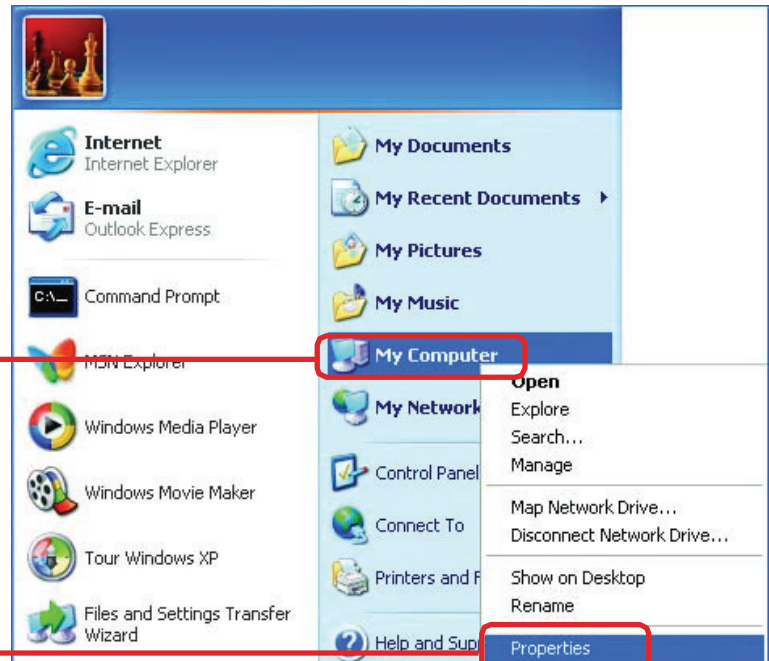 Internet
Internet Explorer
E-mail
Outlook Express
C:\_
Command Prompt
MSN Explorer
Windows Media Player
Windows Movie Maker
Tour Windows XP
Files and Settings Transfer
Wizard
My Documents
My Recent Documents
My Pictures
My Music
My Computer
My Network
Control Panel
Connect To
Printers and F
Help and Sup
Open
Explore
Search...
Manage
Map Network Drive...
Disconnect Network Drive...
Show on Desktop
Rename
Properties